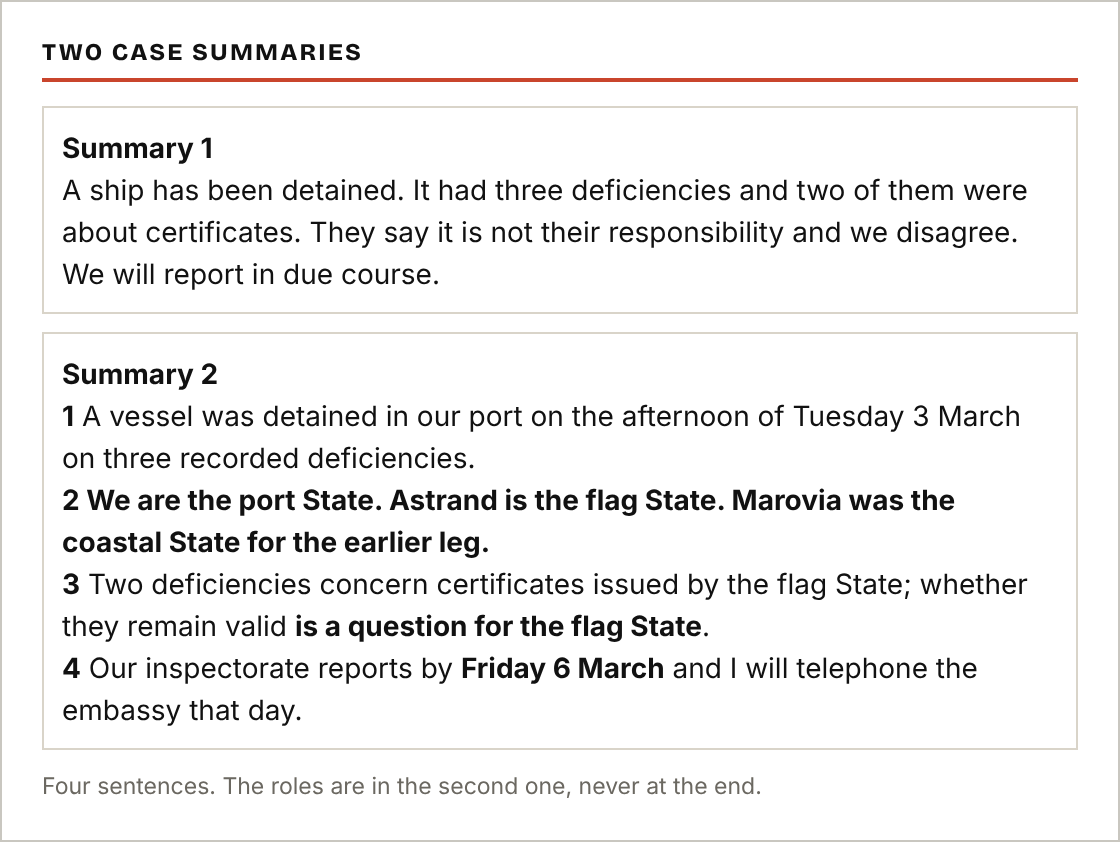 TWO CASE SUMMARIES
Summary 1
A ship has been detained. It had three deficiencies and two of them were
about certificates. They say it is not their responsibility and we disagree.
We will report in due course.
Summary 2
1 A vessel was detained in our port on the afternoon of Tuesday 3 March
on three recorded deficiencies.
2 We are the port State. Astrand is the flag State. Marovia was the
coastal State for the earlier leg.
3 Two deficiencies concern certificates issued by the flag State; whether
they remain valid is a question for the flag State.
4 Our inspectorate reports by Friday 6 March and I will telephone the
embassy that day.
Four sentences. The roles are in the second one, never at the end.